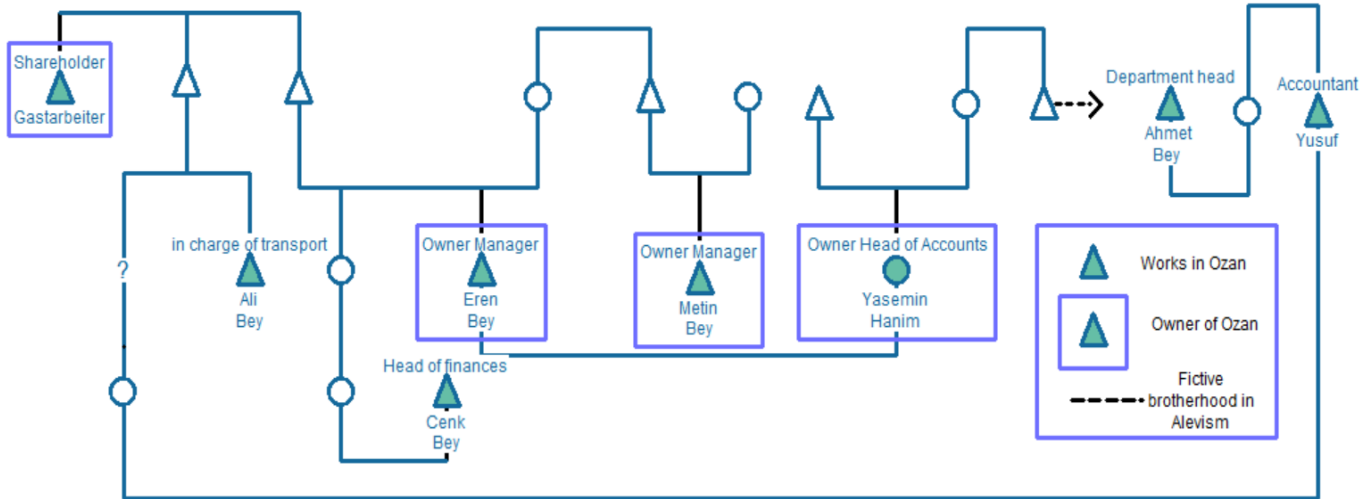 Shareholder
Gastarbeiter
Department head
Ahmet
Bey
Accountant
Yusuf
?
in charge of transport
Ali
Bey
Owner Manager
Eren
Bey
Owner Manager
Metin
Bey
Owner Head of Accounts
Yasemin
Hanim
Head of finances
Cenk
Bey
Works in Ozan
Owner of Ozan
Fictive
brotherhood in
Alevism